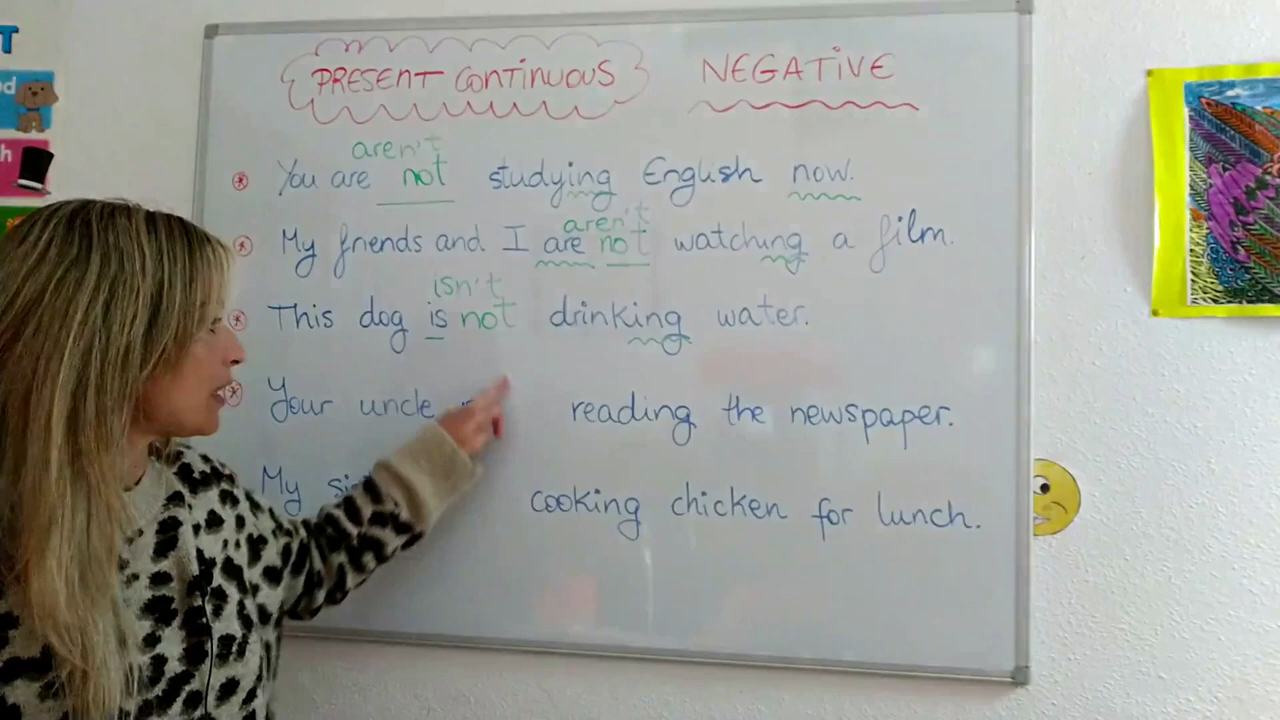 PRESENT CONTINUOUS NEGATIVE
aren't
* You are not studying English now.
aren't
* My friends and I are not watching a film.
isn't
* This dog is not drinking water.
* Your uncle reading the newspaper.
My cooking chicken for lunch.